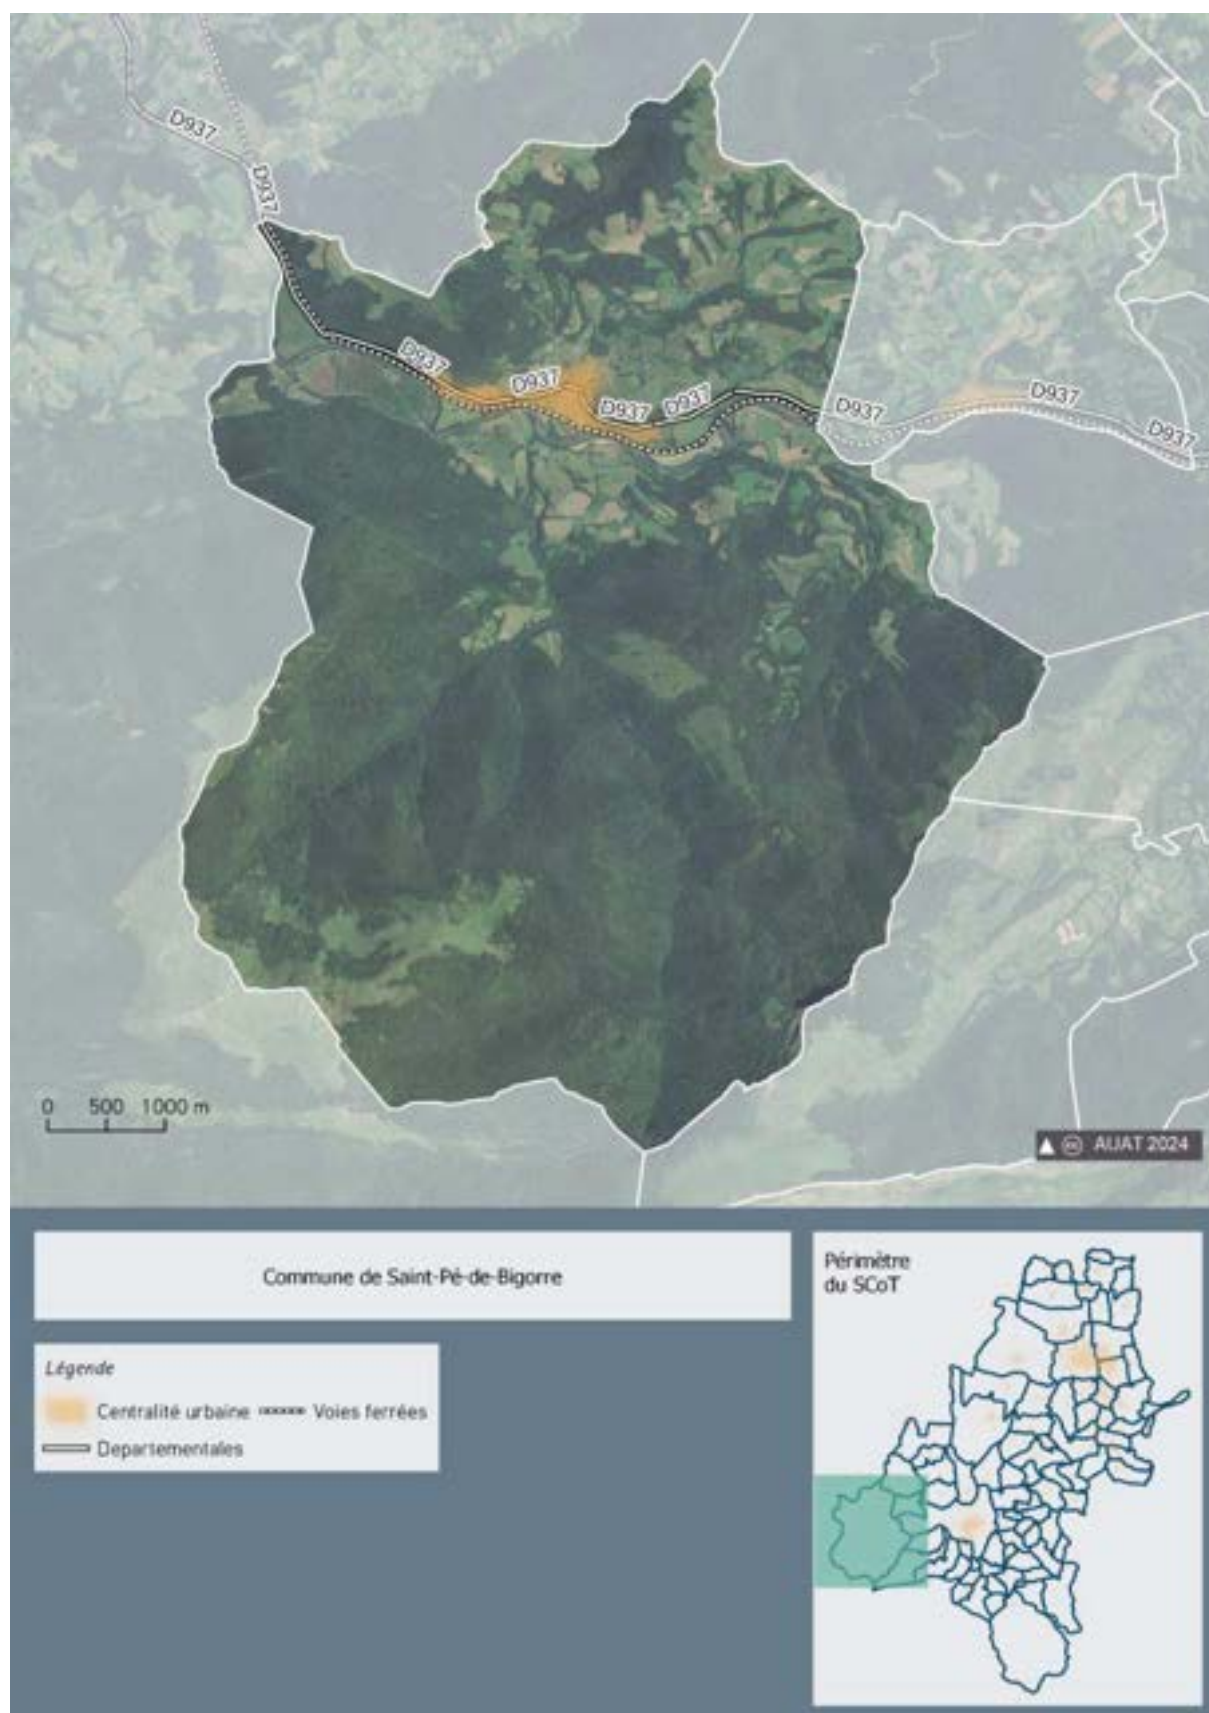 D937
D937
D937
D937
D937
D937
D937
D937
D937
0 500 1000 m
AUAT 2024
Commune de Saint-Pé-de-Bigorre
Périmètre
du SCoT
Légende
Centralité urbaine
Voies ferrées
Departementales